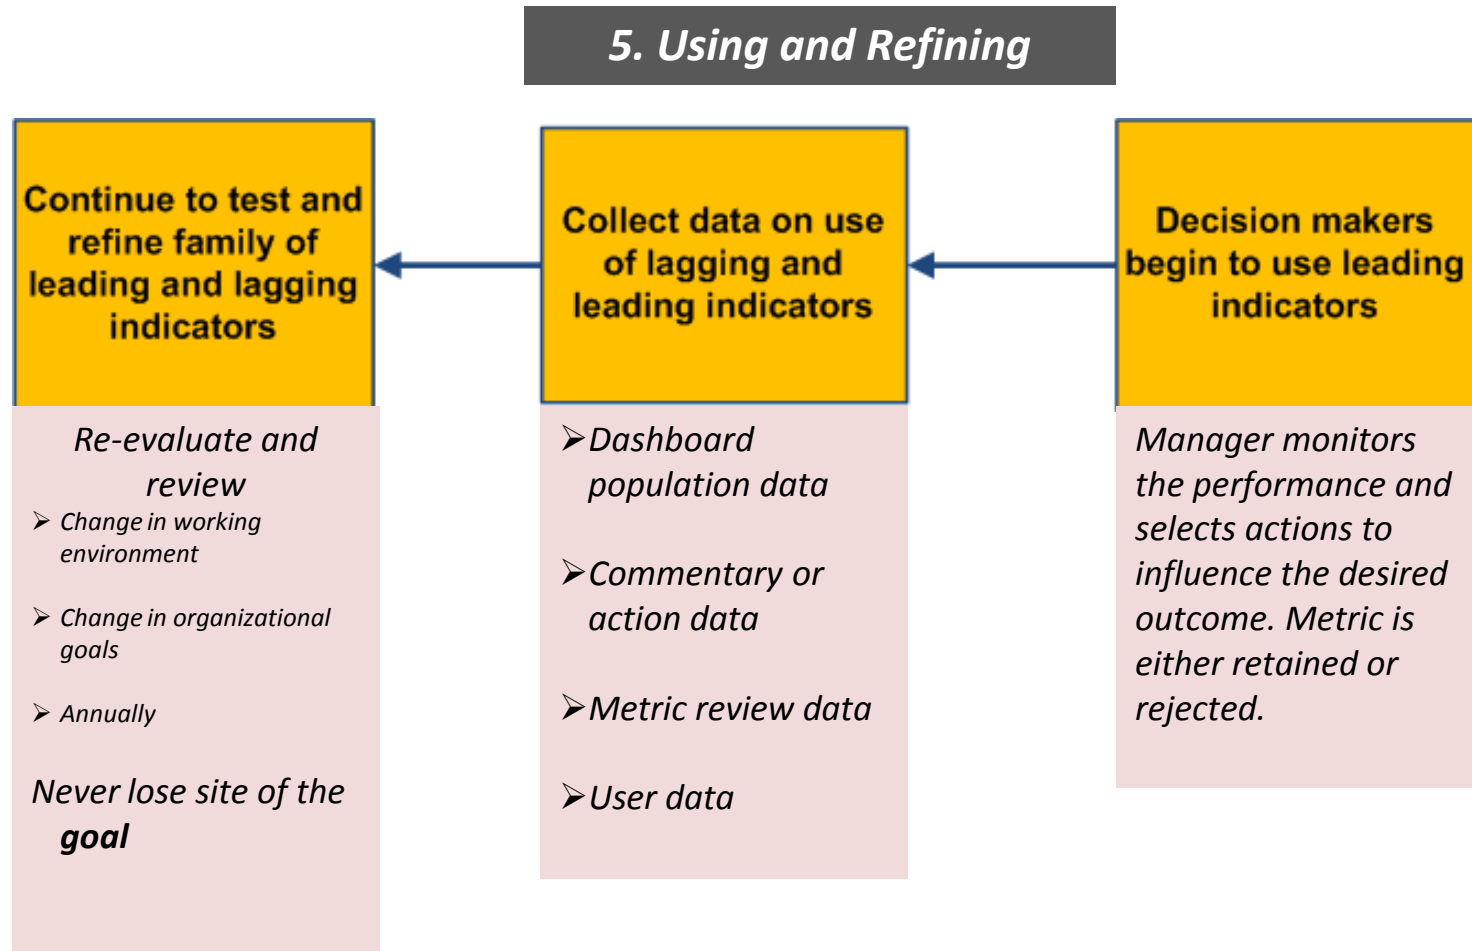 5. Using and Refining
Continue to test and
refine family of
leading and lagging
indicators
Re-evaluate and
review
➢ Change in working
environment
➢ Change in organizational
goals
➢ Annually
Never lose site of the
goal
Collect data on use
of lagging and
leading indicators
➢Dashboard
population data
➢Commentary or
action data
➢Metric review data
➢User data
Decision makers
begin to use leading
indicators
Manager monitors
the performance and
selects actions to
influence the desired
outcome. Metric is
either retained or
rejected.